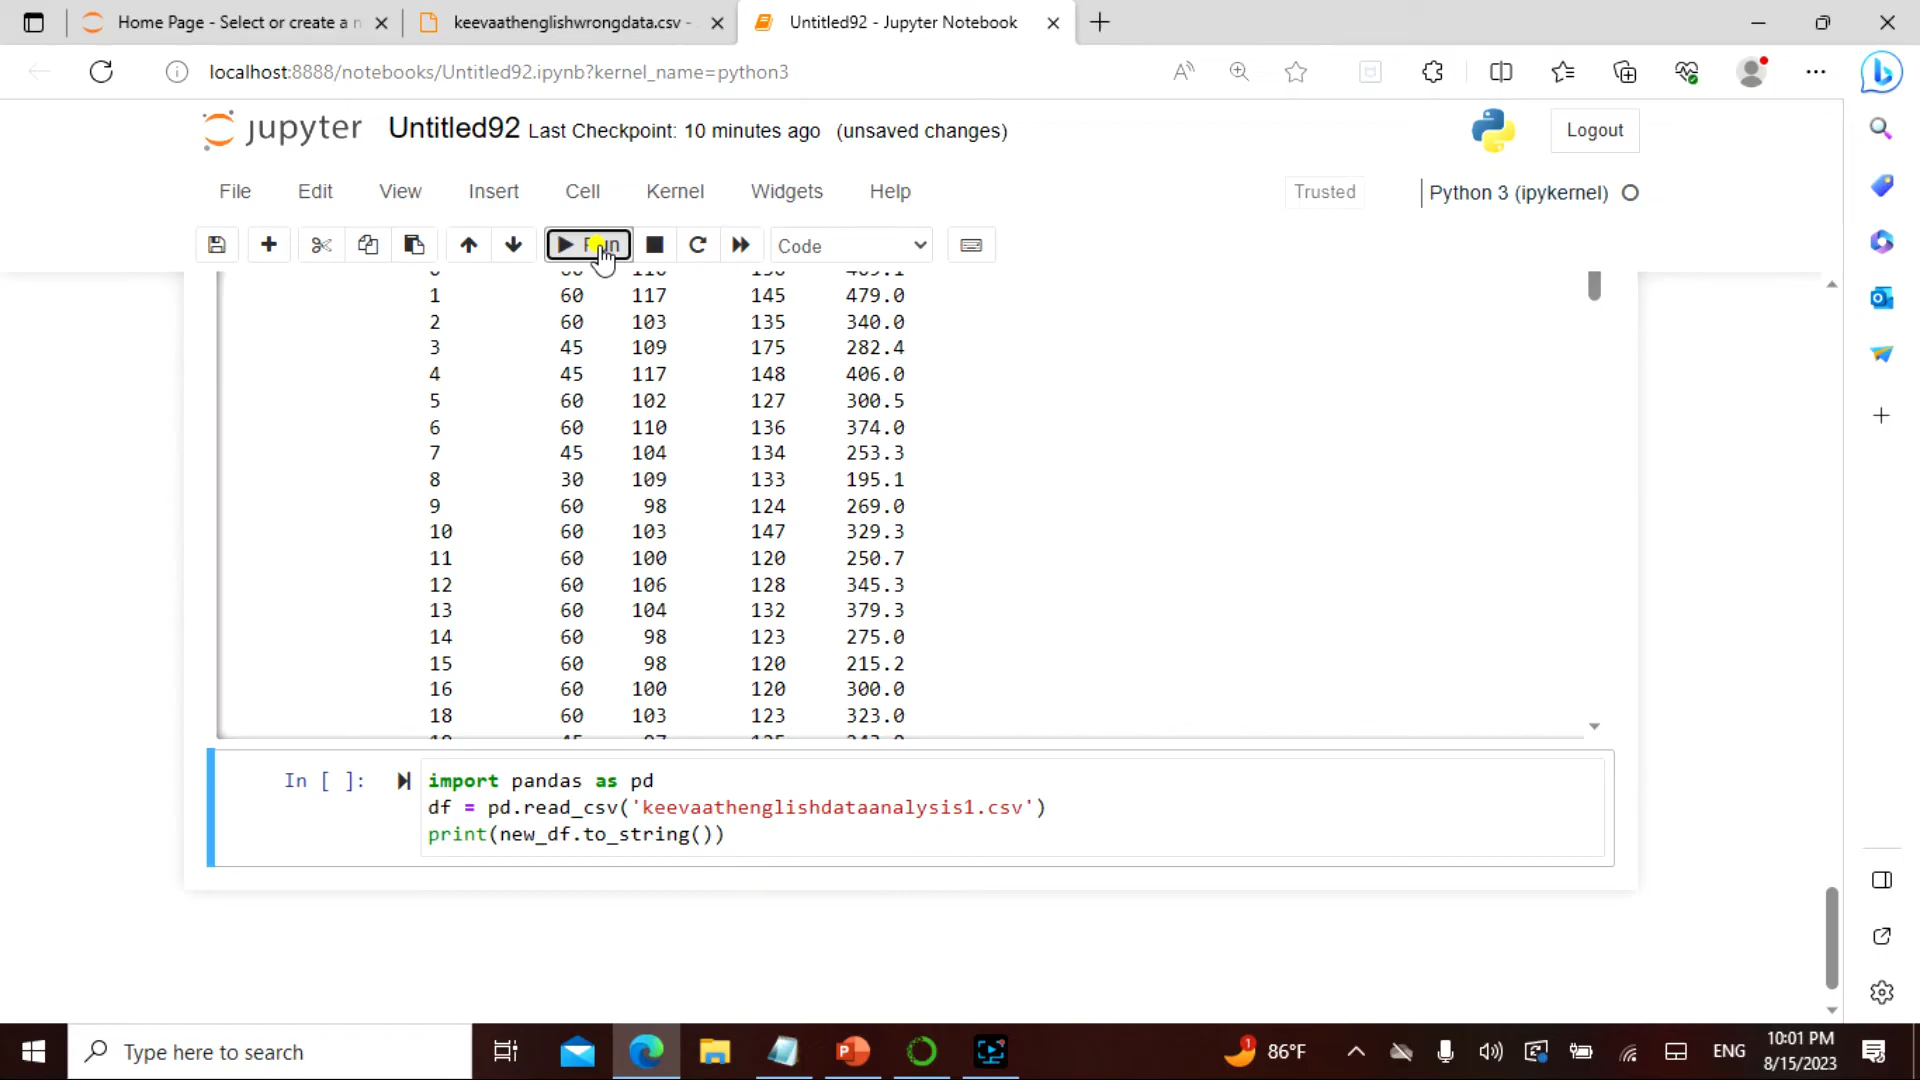 Home Page - Select or create a n
keevaathenglishwrongdata.csv -
Untitled92 - Jupyter Notebook
localhost:8888/notebooks/Untitled92.ipynb?kernel_name=python3
jupyter Untitled92 Last Checkpoint: 10 minutes ago (unsaved changes)
Logout
File Edit View Insert Cell Kernel Widgets Help
Trusted
Python 3 (ipykernel)
Run
Code
1 60 117 145 479.0
2 60 103 135 340.0
3 45 109 175 282.4
4 45 117 148 406.0
5 60 102 127 300.5
6 60 110 136 374.0
7 45 104 134 253.3
8 30 109 133 195.1
9 60 98 124 269.0
10 60 103 147 329.3
11 60 100 120 250.7
12 60 106 128 345.3
13 60 104 132 379.3
14 60 98 123 275.0
15 60 98 120 215.2
16 60 100 120 300.0
18 60 103 123 323.0
In [ ]:
import pandas as pd
df = pd.read_csv('keevaathenglishdataanalysis1.csv')
print(new_df.to_string())
Type here to search
1
86°F
ENG
10:01 PM
8/15/2023